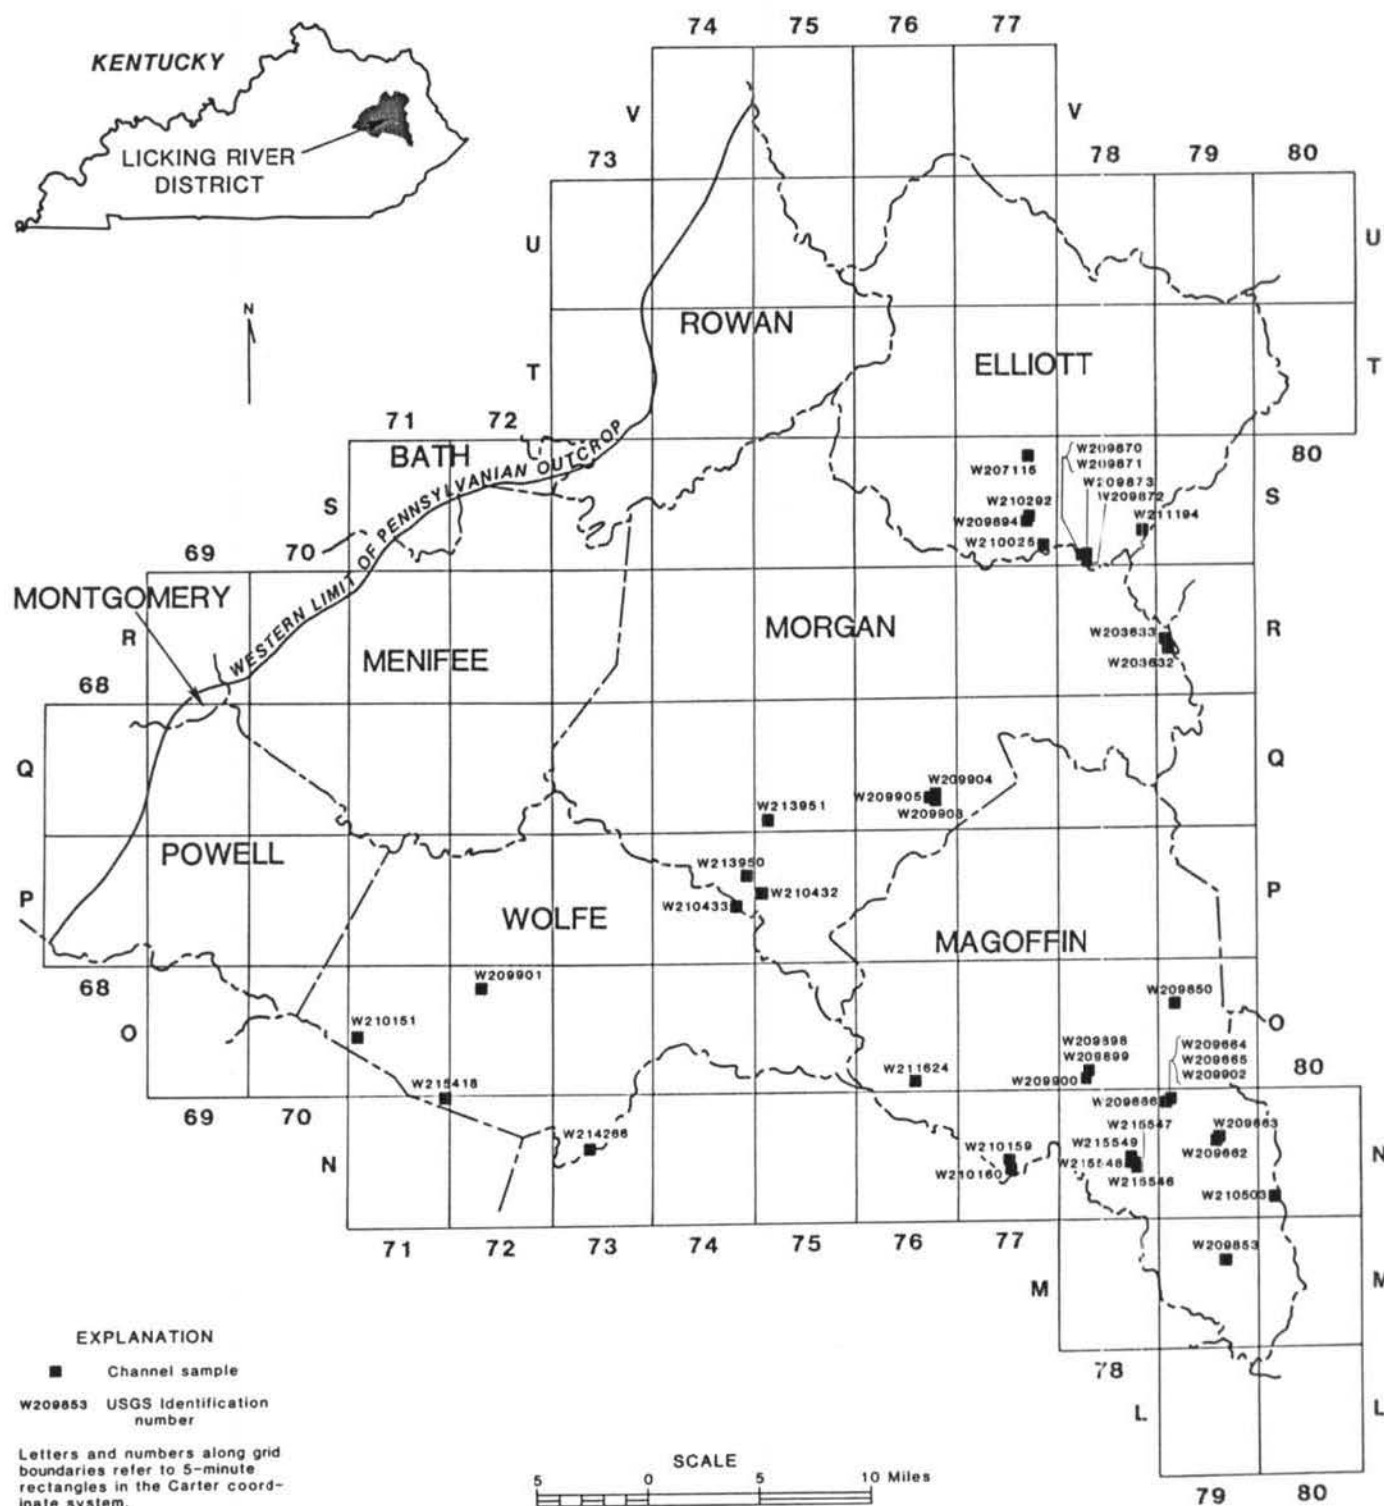 74 75 76 77
KENTUCKY
LICKING RIVER
DISTRICT
V V
73 78 79 80
U U
N
ROWAN
ELLIOTT
T T
71 72
BATH
WESTERN LIMIT OF PENNSYLVANIAN OUTCROP
80
W207116
W209870
W209871
W209873
W209872
S S
W210292
W209894
W211194
W210025
69 70
MONTGOMERY
R R
MENIFEE
MORGAN
W203633
W203632
68
Q Q
W209904
W209905
W209903
W213951
POWELL
W213950
P P
W210432
W210433
WOLFE
MAGOFFIN
68
W209901
W209850
W210151
O O
W209898
W209899
W209900
W209664
W209665
W209902
80
W211624
W215418
W209666
69 70
N N
W214266
W210159
W210160
W215547
W215549
W215548
W215546
W209663
W209662
W210503
71 72 73 74 75 76 77
W209853
M M
78
L L
79 80
EXPLANATION
Channel sample
W209853 USGS Identification
number
Letters and numbers along grid
boundaries refer to 5-minute
rectangles in the Carter coord-
inate system.
SCALE
5 0 5 10 Miles